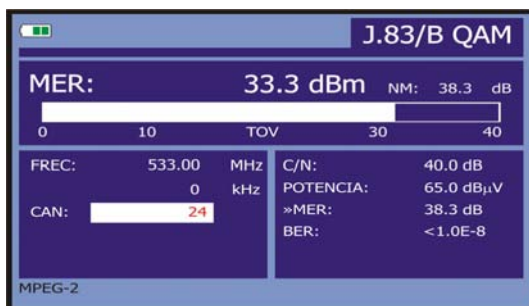 J.83/B QAM
MER: 33.3 dBm NM: 38.3 dB
0 10 TOV 30 40
FREC: 533.00 MHz
0 kHz
CAN: 24
C/N: 40.0 dB
POTENCIA: 65.0 dBµV
»MER: 38.3 dB
BER: <1.0E-8
MPEG-2